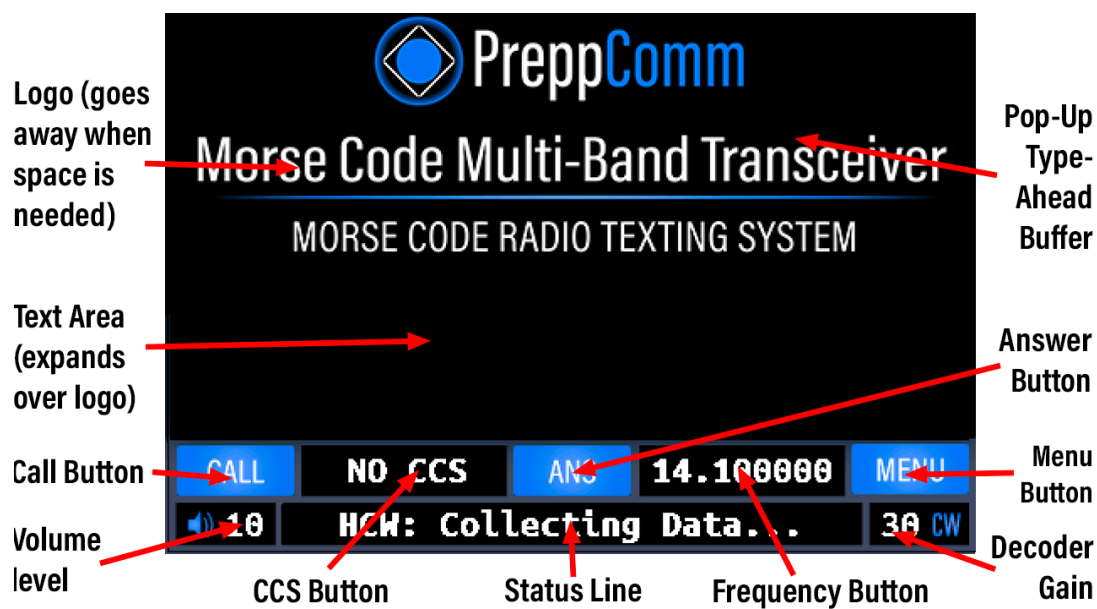 PreppComm
Logo (goes
away when
space is
needed)
Pop-Up
Type-
Ahead
Buffer
Morse Code Multi-Band Transceiver
MORSE CODE RADIO TEXTING SYSTEM
Text Area
(expands
over logo)
Answer
Button
Call Button
CALL
NO CCS
ANS
14.100000
MENU
Menu
Button
Volume
level
10
HCW: Collecting Data...
30 CW
Decoder
Gain
CCS Button
Status Line
Frequency Button